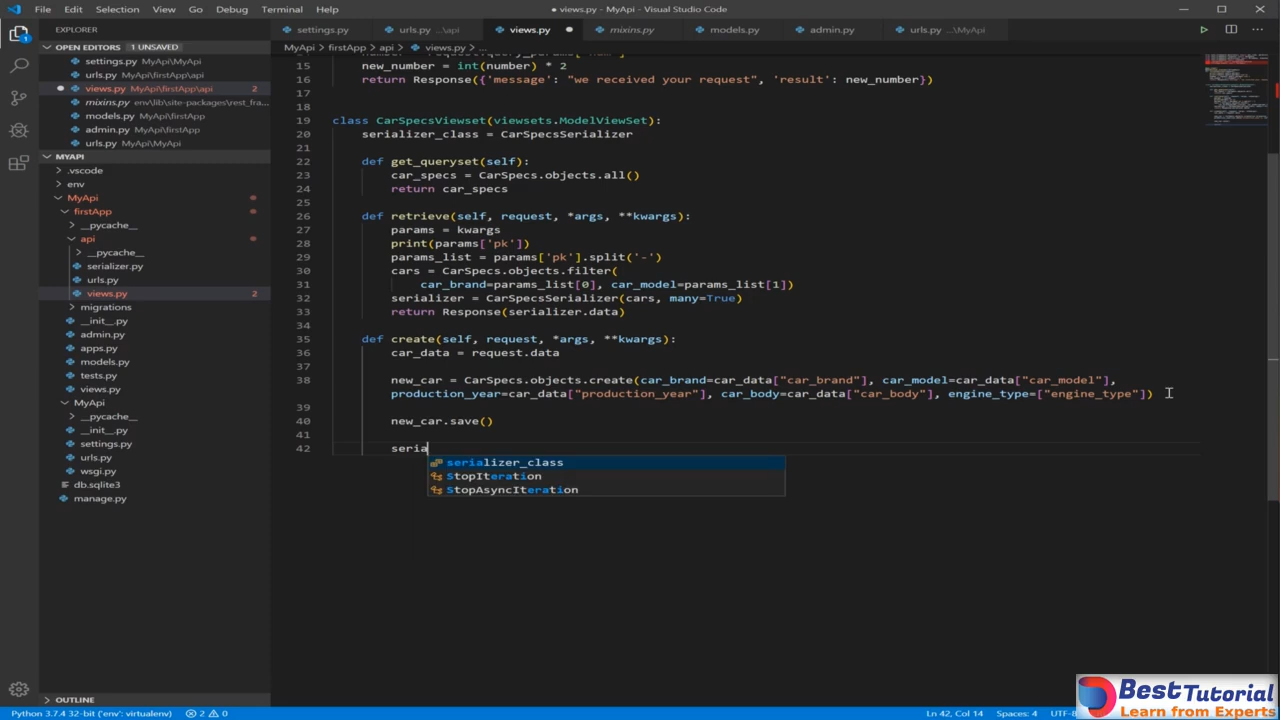 File Edit Selection View Go Debug Terminal Help
● views.py - MyApi - Visual Studio Code
EXPLORER
settings.py
urls.py ...\api
views.py
mixins.py
models.py
admin.py
urls.py ...\MyApi
OPEN EDITORS 1 UNSAVED
MyApi > firstApp > api > views.py > ...
settings.py MyApi\MyApi
urls.py MyApi\firstApp\api
views.py MyApi\firstApp\api 2
mixins.py env\lib\site-packages\rest_fra...
models.py MyApi\firstApp
admin.py MyApi\firstApp
urls.py MyApi\MyApi
MYAPI
.vscode
env
MyApi
firstApp
__pycache__
api
__pycache__
serializer.py
urls.py
views.py 2
migrations
__init__.py
admin.py
apps.py
models.py
tests.py
views.py
MyApi
__pycache__
__init__.py
settings.py
urls.py
wsgi.py
db.sqlite3
manage.py
15 new_number = int(number) * 2
16 return Response({'message': "we received your request", 'result': new_number})
17
18
19 class CarSpecsViewset(viewsets.ModelViewSet):
20 serializer_class = CarSpecsSerializer
21
22 def get_queryset(self):
23 car_specs = CarSpecs.objects.all()
24 return car_specs
25
26 def retrieve(self, request, *args, **kwargs):
27 params = kwargs
28 print(params['pk'])
29 params_list = params['pk'].split('-')
30 cars = CarSpecs.objects.filter(
31 car_brand=params_list[0], car_model=params_list[1])
32 serializer = CarSpecsSerializer(cars, many=True)
33 return Response(serializer.data)
34
35 def create(self, request, *args, **kwargs):
36 car_data = request.data
37
38 new_car = CarSpecs.objects.create(car_brand=car_data["car_brand"], car_model=car_data["car_model"],
production_year=car_data["production_year"], car_body=car_data["car_body"], engine_type=["engine_type"])
39
40 new_car.save()
41
42 seria
serializer_class
StopIteration
StopAsyncIteration
OUTLINE
Python 3.7.4 32-bit ('env': virtualenv) 2 0
Ln 42, Col 14 Spaces: 4 UTF-8
BestTutorial
Learn from Experts